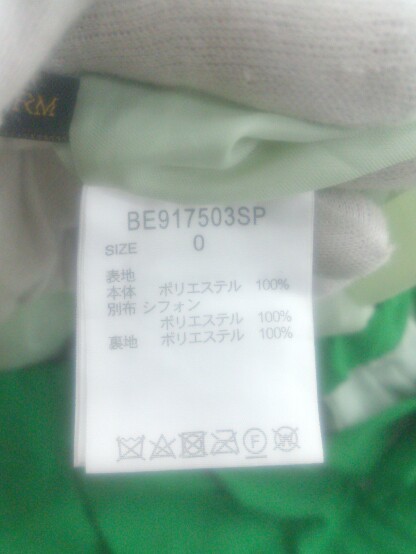 BE917503SP
SIZE 0
表地
本体 ポリエステル 100%
別布 シフォン
ポリエステル 100%
裏地 ポリエステル 100%
F